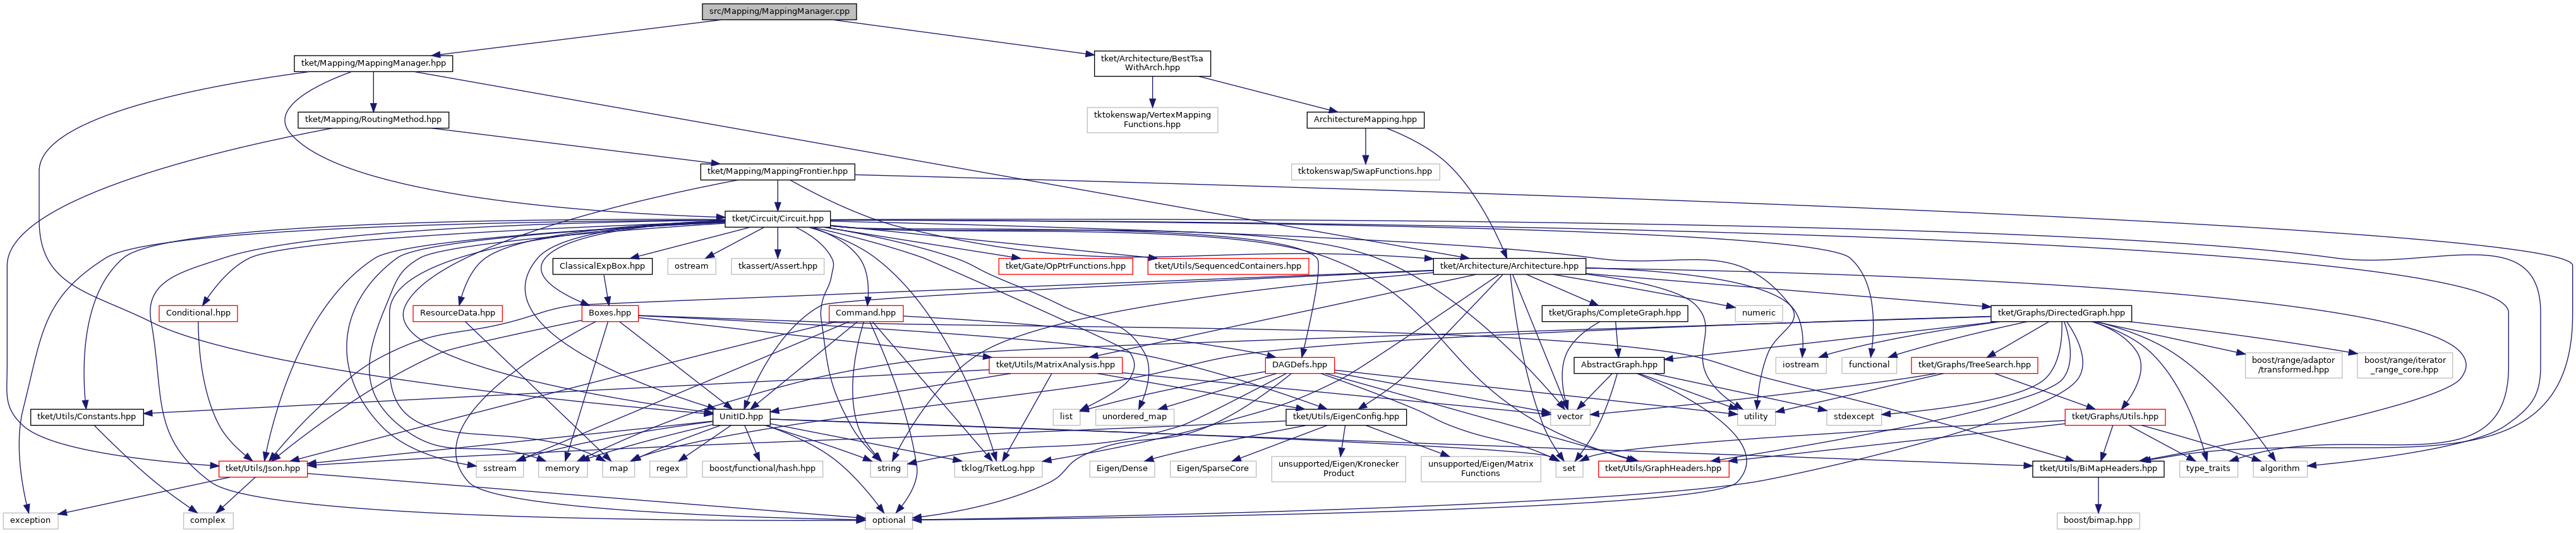 src/Mapping/MappingManager.cpp
tket/Mapping/MappingManager.hpp
tket/Architecture/BestTsa
WithArch.hpp
tket/Mapping/RoutingMethod.hpp
tktokenswap/VertexMapping
Functions.hpp
ArchitectureMapping.hpp
tket/Mapping/MappingFrontier.hpp
tktokenswap/SwapFunctions.hpp
tket/Circuit/Circuit.hpp
ClassicalExpBox.hpp
ostream
tkassert/Assert.hpp
tket/Gate/OpPtrFunctions.hpp
tket/Utils/SequencedContainers.hpp
tket/Architecture/Architecture.hpp
Conditional.hpp
ResourceData.hpp
Boxes.hpp
Command.hpp
tket/Graphs/CompleteGraph.hpp
numeric
tket/Graphs/DirectedGraph.hpp
tket/Utils/MatrixAnalysis.hpp
DAGDefs.hpp
AbstractGraph.hpp
iostream
functional
tket/Graphs/TreeSearch.hpp
boost/range/adaptor
/transformed.hpp
boost/range/iterator
_range_core.hpp
tket/Utils/Constants.hpp
UnitID.hpp
list
unordered_map
tket/Utils/EigenConfig.hpp
vector
utility
stdexcept
tket/Graphs/Utils.hpp
tket/Utils/Json.hpp
sstream
memory
map
regex
boost/functional/hash.hpp
string
tklog/TketLog.hpp
Eigen/Dense
Eigen/SparseCore
unsupported/Eigen/Kronecker
Product
unsupported/Eigen/Matrix
Functions
set
tket/Utils/GraphHeaders.hpp
tket/Utils/BiMapHeaders.hpp
type_traits
algorithm
exception
complex
optional
boost/bimap.hpp